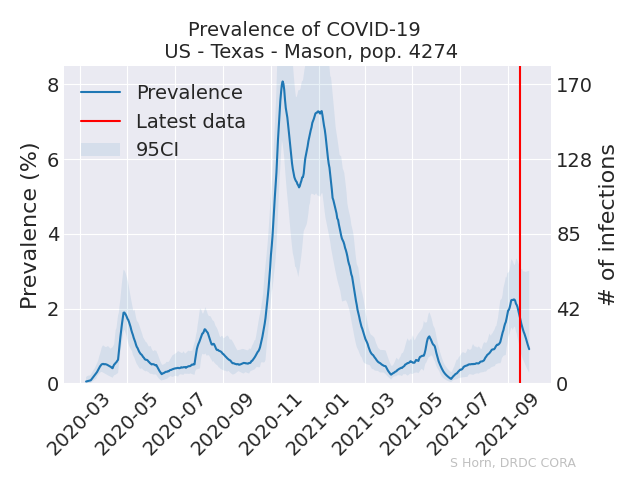 Prevalence of COVID-19
US - Texas - Mason, pop. 4274
Prevalence
Latest data
95CI
Prevalence (%)
8
6
4
2
0
170
128
85
42
0
# of infections
2020-03
2020-05
2020-07
2020-09
2020-11
2021-01
2021-03
2021-05
2021-07
2021-09
S Horn, DRDC CORA